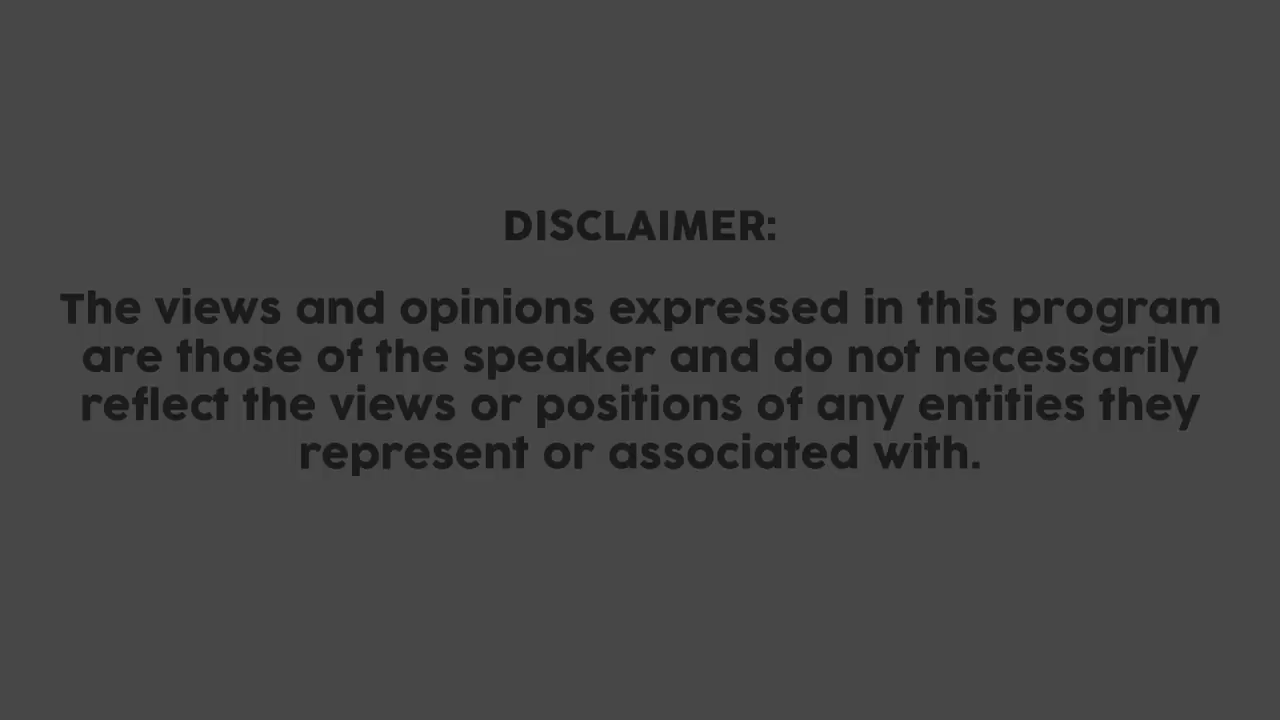 DISCLAIMER:
The views and opinions expressed in this program
are those of the speaker and do not necessarily
reflect the views or positions of any entities they
represent or associated with.